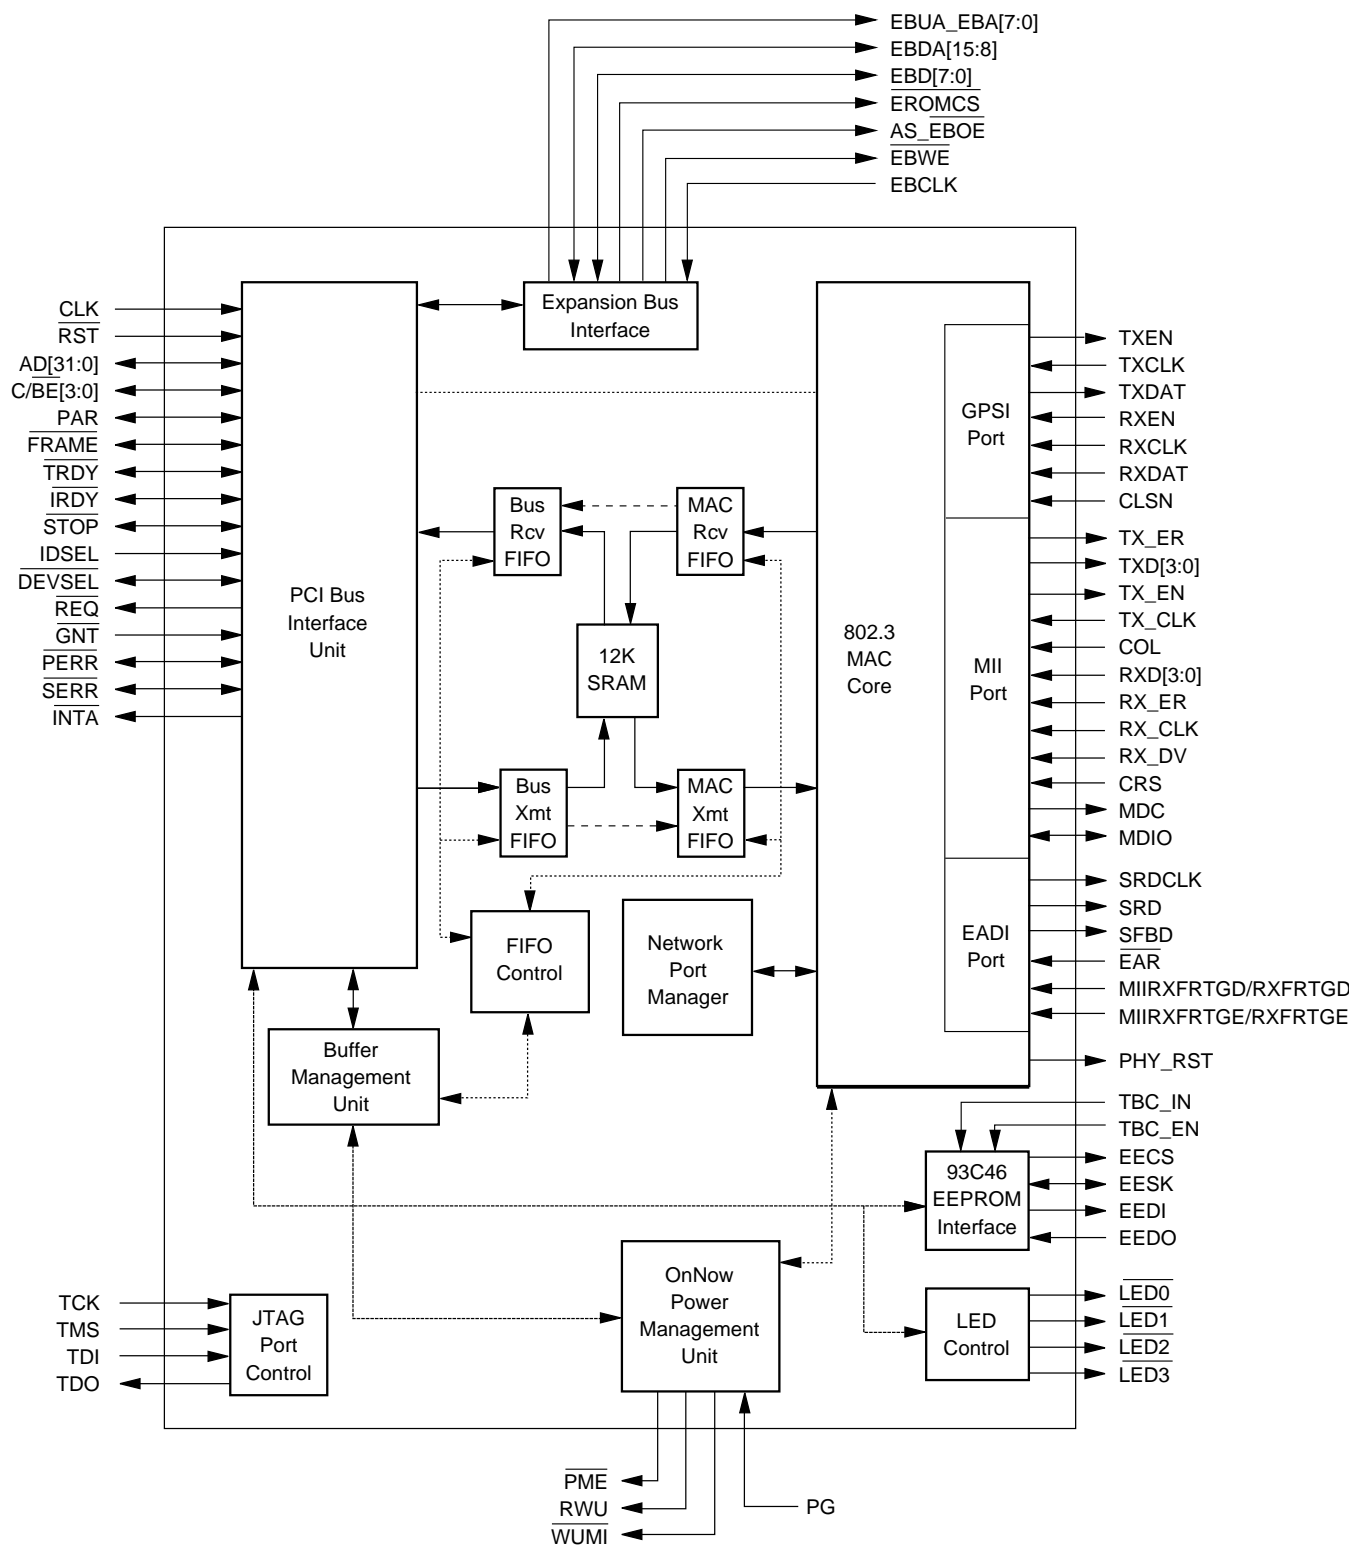 EBUA_EBA[7:0]
EBDA[15:8]
EBD[7:0]
EROMCS
AS_EBOE
EBWE
EBCLK
CLK
RST
AD[31:0]
C/BE[3:0]
PAR
FRAME
TRDY
IRDY
STOP
IDSEL
DEVSEL
REQ
GNT
PERR
SERR
INTA
PCI Bus
Interface
Unit
Expansion Bus
Interface
Bus
Rcv
FIFO
MAC
Rcv
FIFO
12K
SRAM
Bus
Xmt
FIFO
MAC
Xmt
FIFO
FIFO
Control
Network
Port
Manager
Buffer
Management
Unit
802.3
MAC
Core
GPSI
Port
MII
Port
EADI
Port
TXEN
TXCLK
TXDAT
RXEN
RXCLK
RXDAT
CLSN
TX_ER
TXD[3:0]
TX_EN
TX_CLK
COL
RXD[3:0]
RX_ER
RX_CLK
RX_DV
CRS
MDC
MDIO
SRDCLK
SRD
SFBD
EAR
MIIRXFRTGD/RXFRTGD
MIIRXFRTGE/RXFRTGE
PHY_RST
TBC_IN
TBC_EN
EECS
EESK
EEDI
EEDO
93C46
EEPROM
Interface
LED
Control
LED0
LED1
LED2
LED3
OnNow
Power
Management
Unit
TCK
TMS
TDI
TDO
JTAG
Port
Control
PME
RWU
WUMI
PG